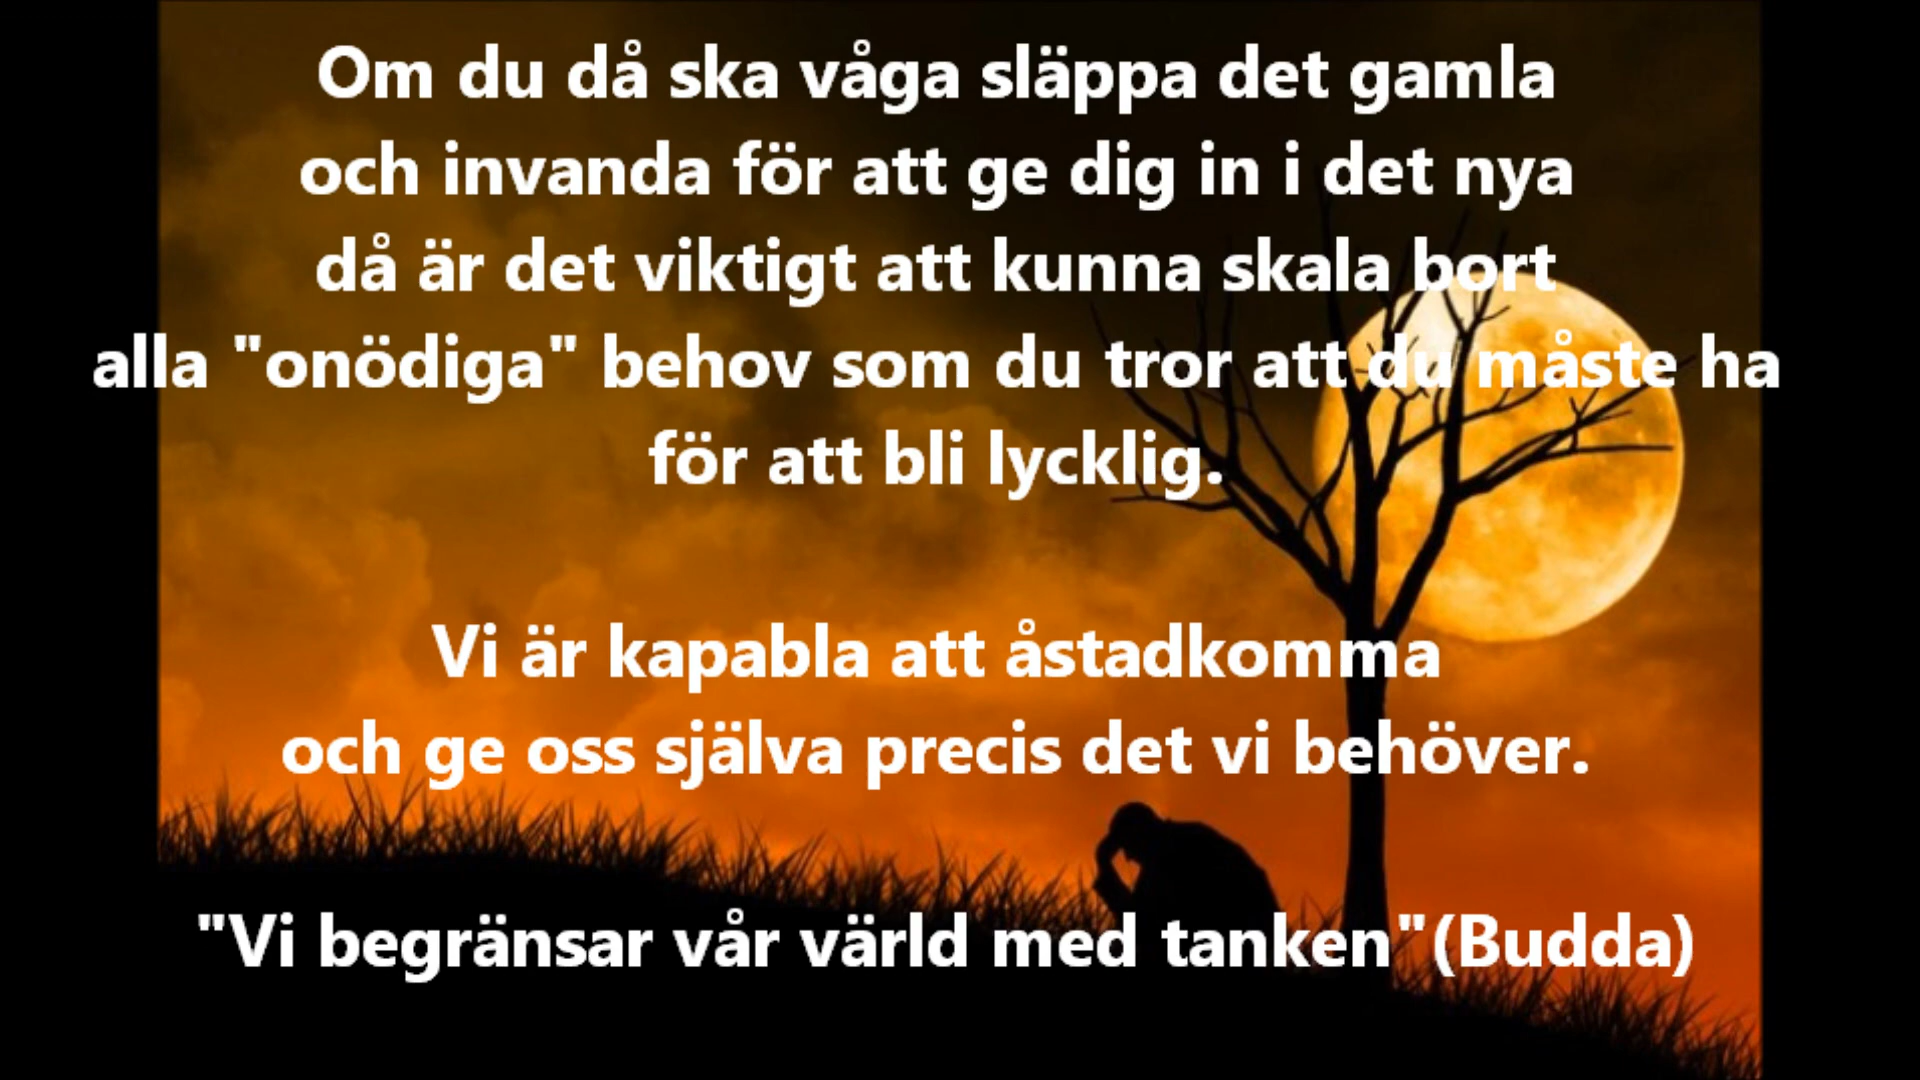 Om du då ska våga släppa det gamla
och invanda för att ge dig in i det nya
då är det viktigt att kunna skala bort
alla "onödiga" behov som du tror att du måste ha
för att bli lycklig.
Vi är kapabla att åstadkomma
och ge oss själva precis det vi behöver.
"Vi begränsar vår värld med tanken"(Budda)